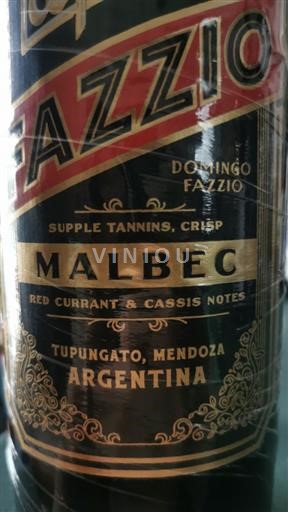 FAZZIO
DOMINGO
FAZZIO
SUPPLE TANNINS, CRISP
MALBEC
VINIOU
RED CURRANT & CASSIS NOTES
TUPUNGATO, MENDOZA
ARGENTINA